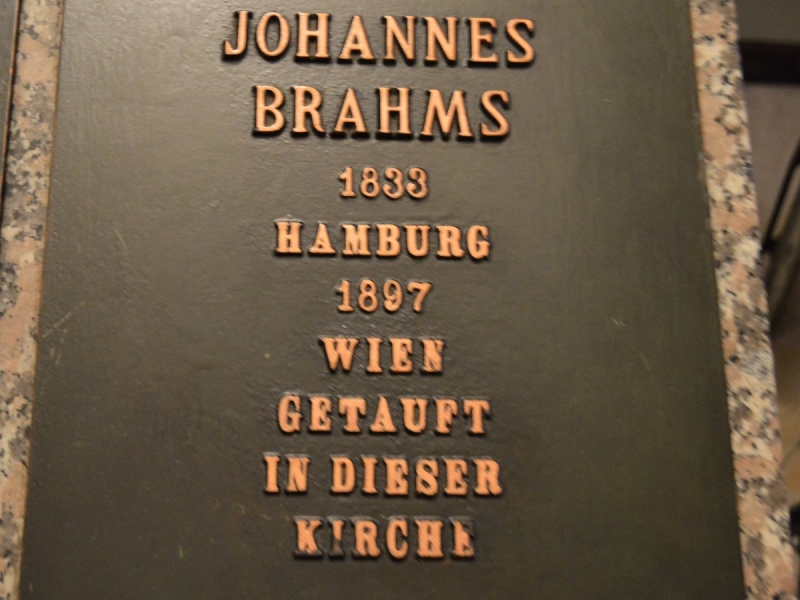 JOHANNES
BRAHMS
1833
HAMBURG
1897
WIEN
GETAUFT
IN DIESER
KIRCHE